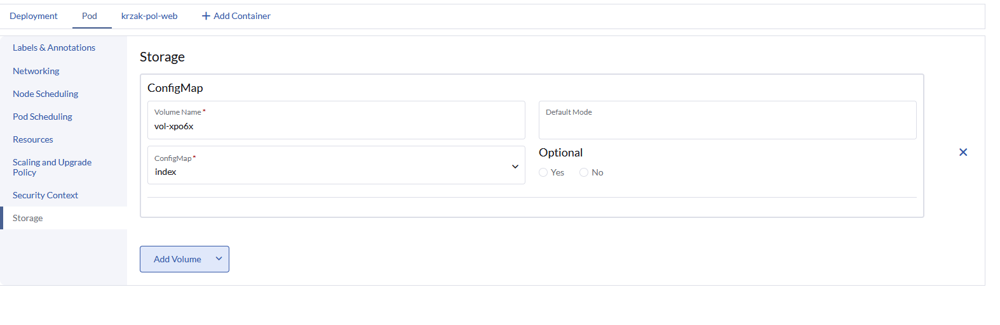 Deployment
Pod
krzak-pol-web
Add Container
Labels & Annotations
Networking
Node Scheduling
Pod Scheduling
Resources
Scaling and Upgrade
Policy
Security Context
Storage
Storage
ConfigMap
Volume Name *
vol-xpo6x
Default Mode
ConfigMap *
index
Optional
Yes
No
Add Volume